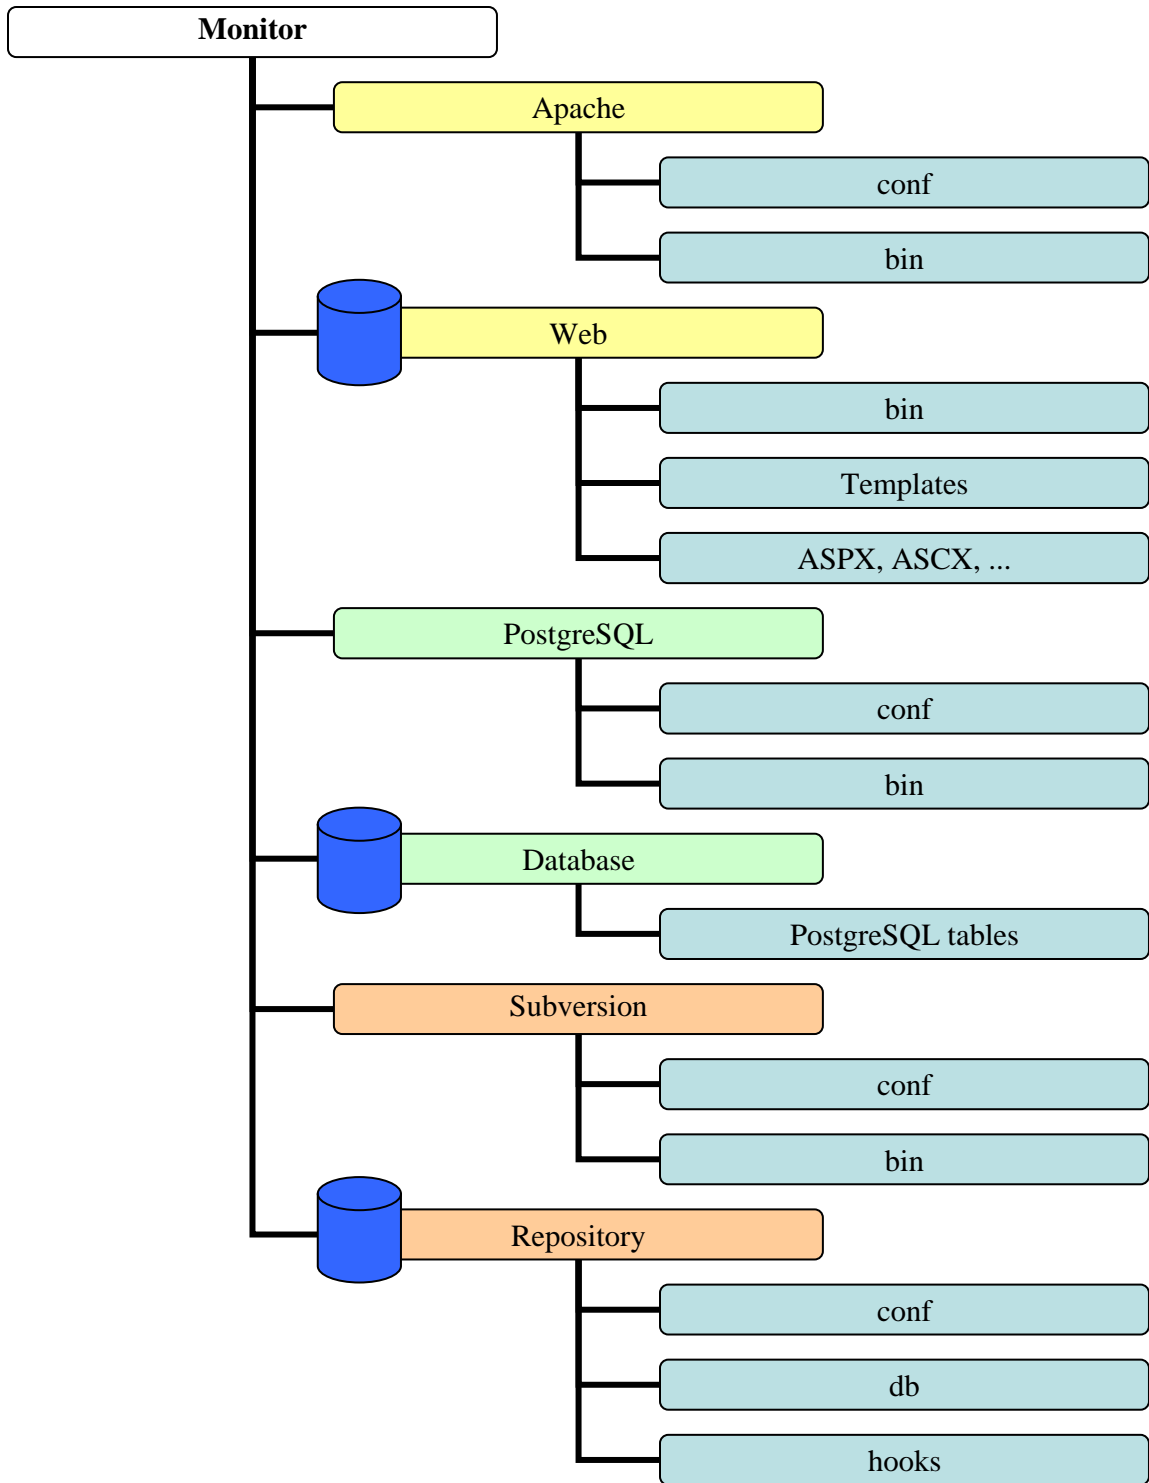 Monitor
Apache
conf
bin
Web
bin
Templates
ASPX, ASCX, ...
PostgreSQL
conf
bin
Database
PostgreSQL tables
Subversion
conf
bin
Repository
conf
db
hooks